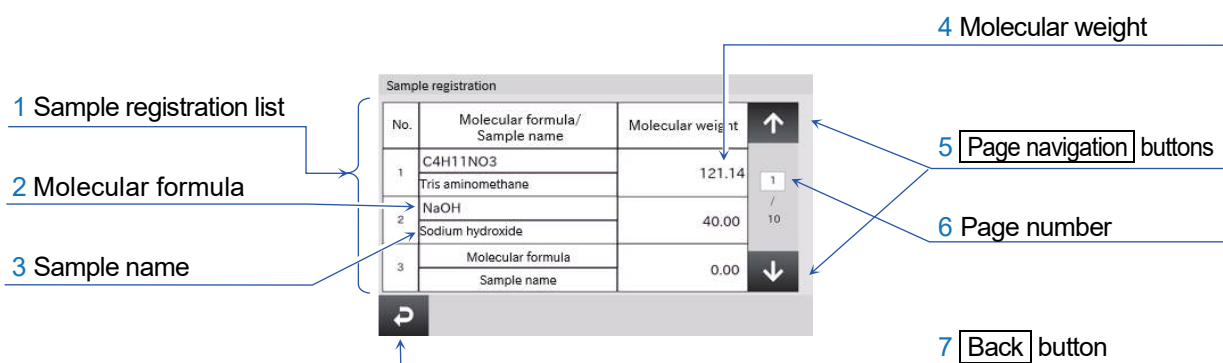 4 Molecular weight
Sample registration
1 Sample registration list
No.
Molecular formula/
Sample name
Molecular weight
5 Page navigation buttons
1
C4H11NO3
Tris aminomethane
121.14
1
/
10
2 Molecular formula
2
NaOH
Sodium hydroxide
40.00
6 Page number
3 Sample name
3
Molecular formula
Sample name
0.00
7 Back button